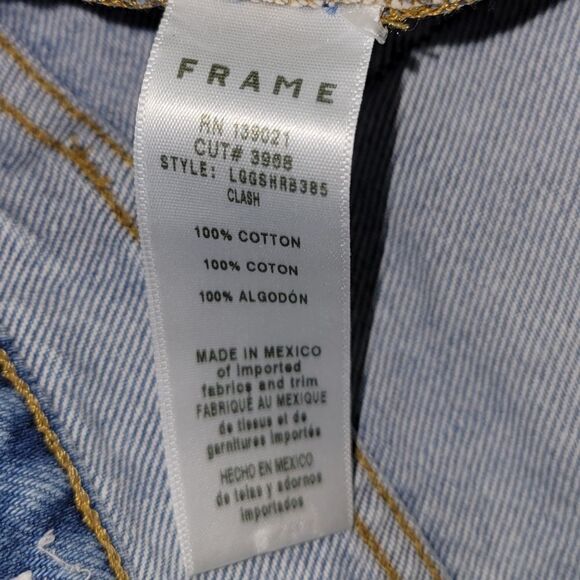 FRAME
RN 139021
CUT# 3968
STYLE: LGGSHRB385
CLASH
100% COTTON
100% COTON
100% ALGODÓN
MADE IN MEXICO
of imported
fabrics and trim
FABRIQUÉ AU MEXIQUE
de tissus et de
garnitures importés
HECHO EN MEXICO
de telas y adornos
importados